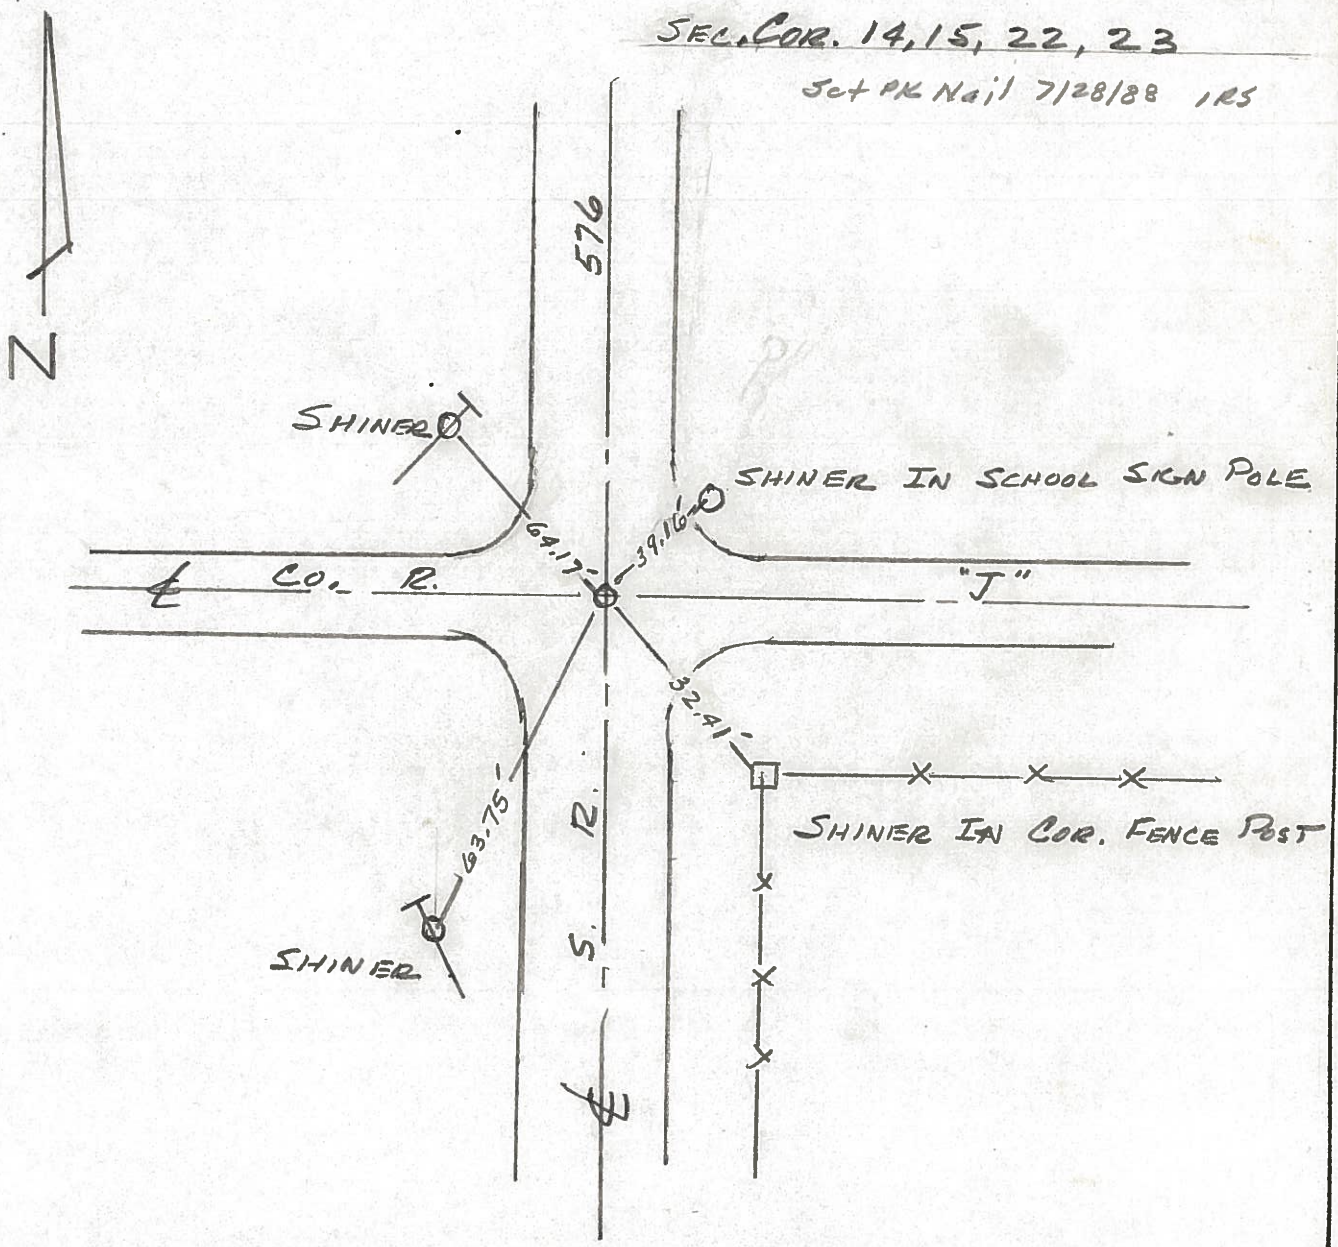 SEC. COR. 14, 15, 22, 23
Set PK Nail 7/28/88
576
N
SHINER
SHINER IN SCHOOL SIGN POLE
64.17'
39.16'
℄ CO. R. "J"
32.41'
63.75'
S. R.
SHINER IN COR. FENCE POST
SHINER
℄